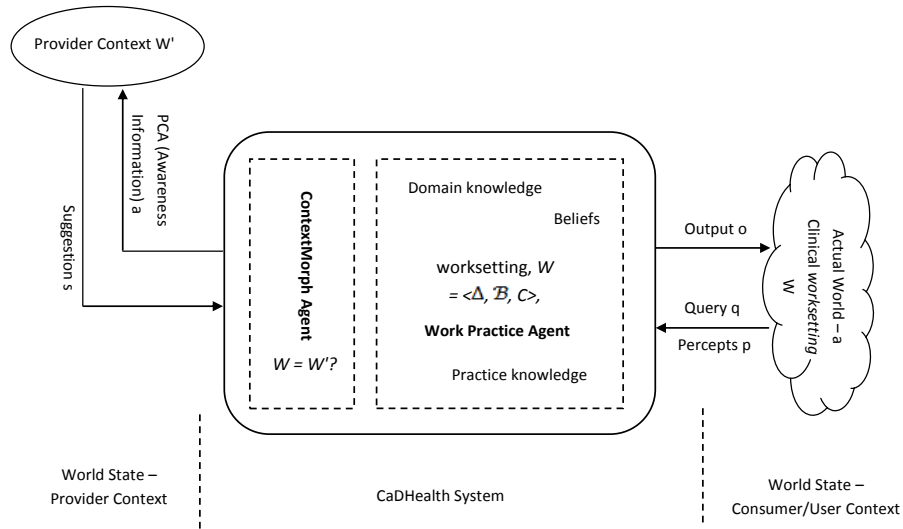 Provider Context W'
PCA (Awareness
Information) a
Suggestion s
ContextMorph Agent
W = W'?
Domain knowledge
Beliefs
worksetting, W
= <Δ, ℬ, C>,
Work Practice Agent
Practice knowledge
Output o
Query q
Percepts p
Actual World – a
Clinical worksetting
W
World State –
Provider Context
CaDHealth System
World State –
Consumer/User Context